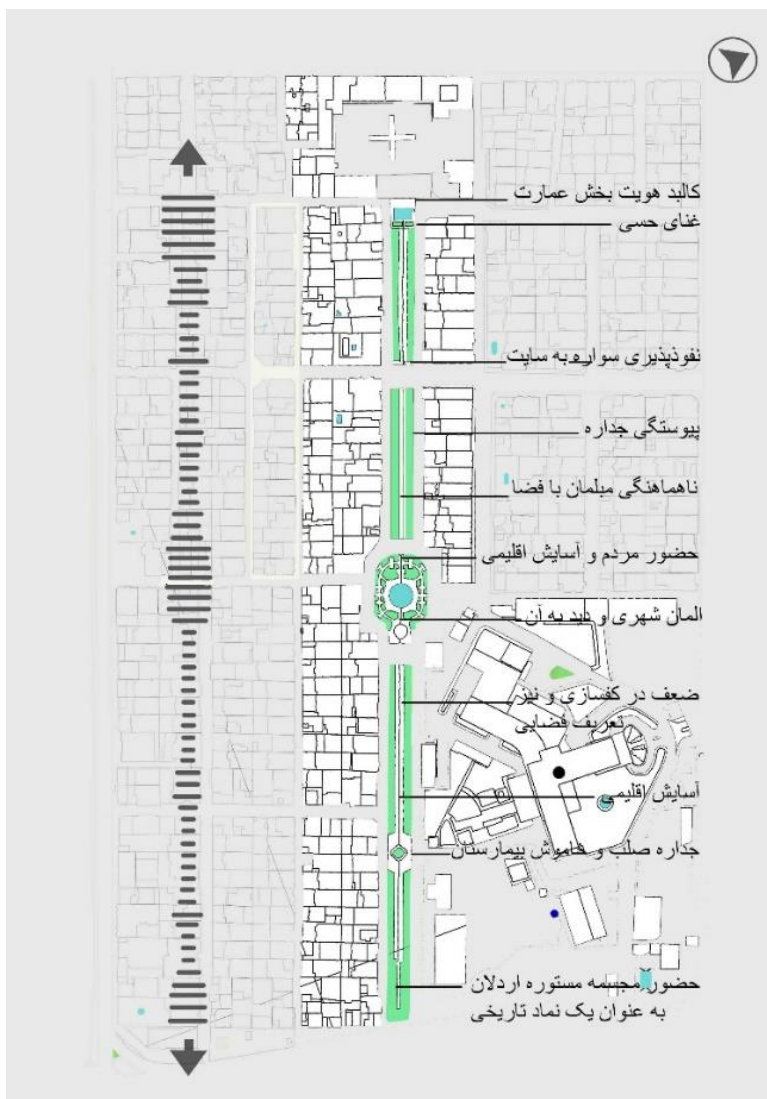 کالبد هویت بخش عمارت
غنای حسی
نفوذپذیری سواره به سایت
پیوستگی جداره
ناهماهنگی مبلمان با فضا
حضور مردم و آسایش اقلیمی
المان شهری و دید به آن
ضعف در کفسازی و نیز
تعریف فضایی
آسایش اقلیمی
جداره صلب و خاموش بیمارستان
حضور مجسمه مستوره اردلان
به عنوان یک نماد تاریخی